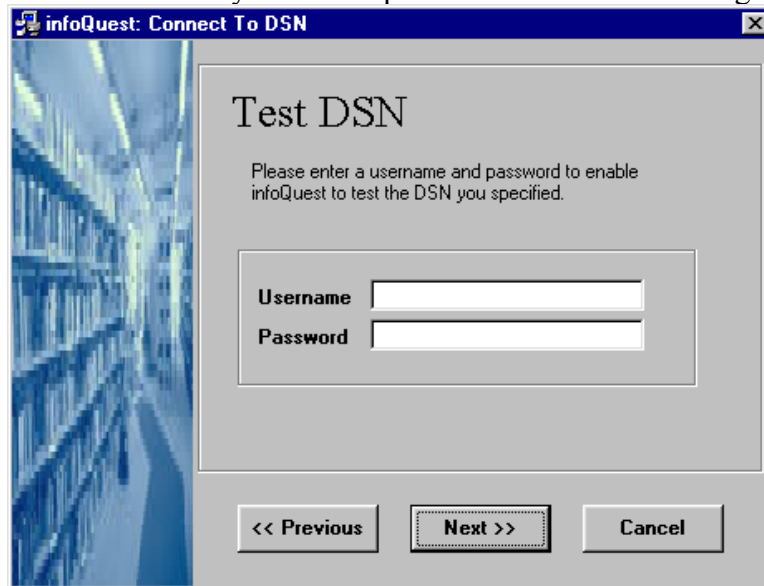 infoQuest: Connect To DSN
Test DSN
Please enter a username and password to enable
infoQuest to test the DSN you specified.
Username
Password
<< Previous
Next >>
Cancel